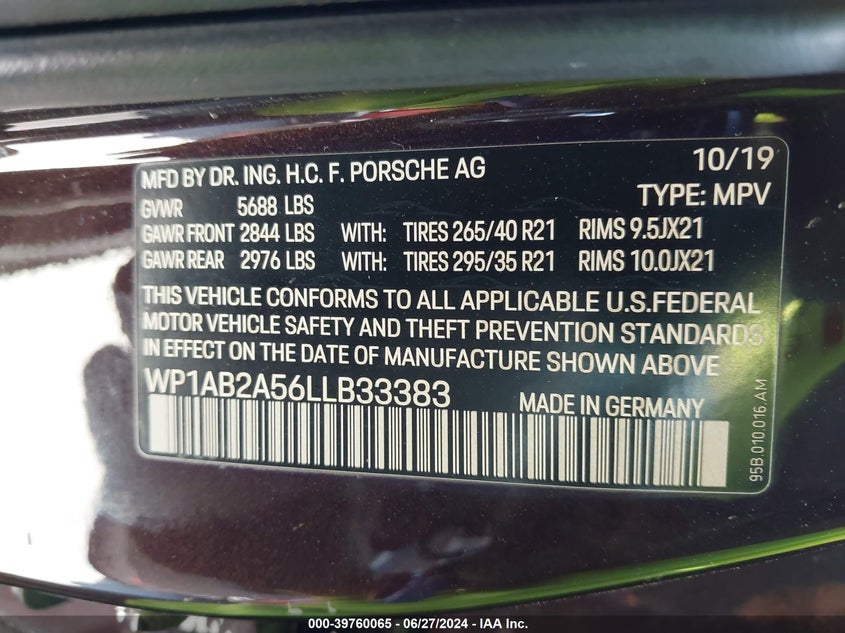 MFD BY DR. ING. H.C. F. PORSCHE AG 10/19
GVWR 5688 LBS TYPE: MPV
GAWR FRONT 2844 LBS WITH: TIRES 265/40 R21 RIMS 9.5JX21
GAWR REAR 2976 LBS WITH: TIRES 295/35 R21 RIMS 10.0JX21
THIS VEHICLE CONFORMS TO ALL APPLICABLE U.S.FEDERAL
MOTOR VEHICLE SAFETY AND THEFT PREVENTION STANDARDS
IN EFFECT ON THE DATE OF MANUFACTURE SHOWN ABOVE
WP1AB2A56LLB33383 MADE IN GERMANY
95B.010.016.AM
000-39760065 - 06/27/2024 - IAA Inc.